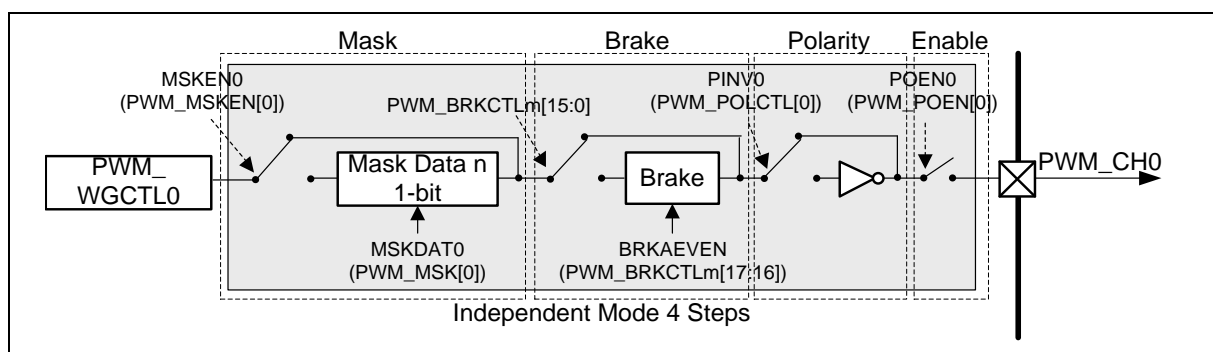 Mask
Brake
Polarity
Enable
MSKEN0
(PWM_MSKEN[0])
PWM_BRKCTLm[15:0]
PINV0
(PWM_POLCTL[0])
POEN0
(PWM_POEN[0])
PWM_
WGCTL0
Mask Data n
1-bit
Brake
PWM_CH0
MSKDAT0
(PWM_MSK[0])
BRKAEVEN
(PWM_BRKCTLm[17:16])
Independent Mode 4 Steps